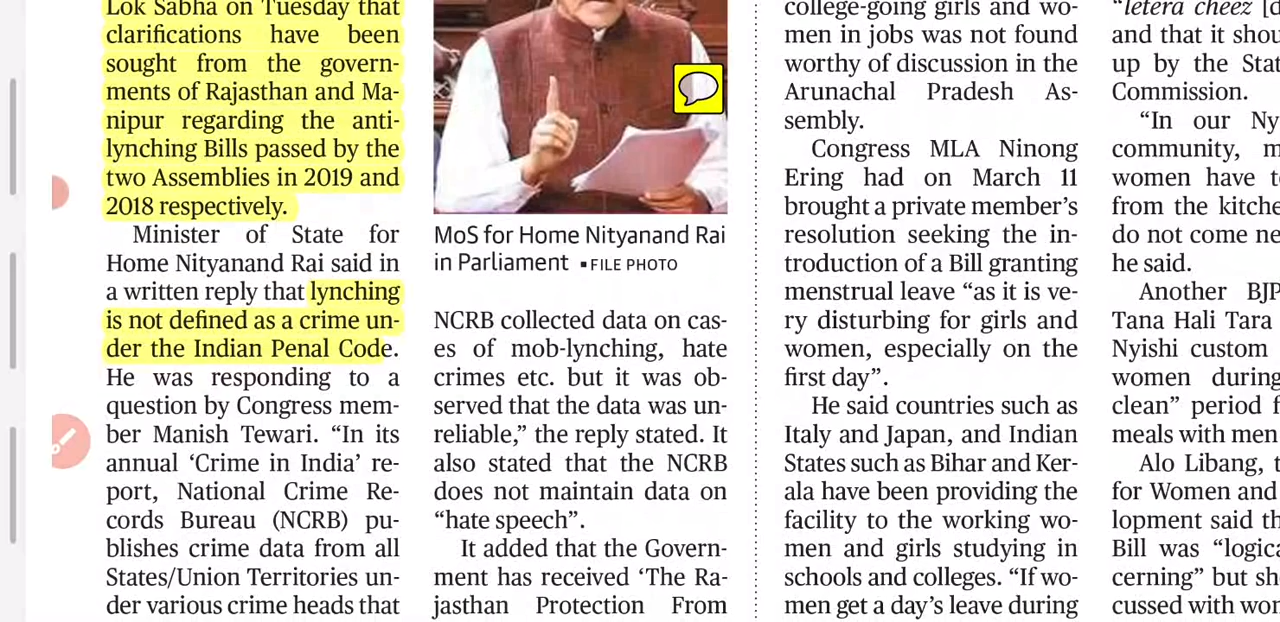 Lok Sabha on Tuesday that
clarifications have been
sought from the govern-
ments of Rajasthan and Ma-
nipur regarding the anti-
lynching Bills passed by the
two Assemblies in 2019 and
2018 respectively.
Minister of State for
Home Nityanand Rai said in
a written reply that lynching
is not defined as a crime un-
der the Indian Penal Code.
He was responding to a
question by Congress mem-
ber Manish Tewari. “In its
annual ‘Crime in India’ re-
port, National Crime Re-
cords Bureau (NCRB) pu-
blishes crime data from all
States/Union Territories un-
der various crime heads that
MoS for Home Nityanand Rai
in Parliament ▪FILE PHOTO
NCRB collected data on cas-
es of mob-lynching, hate
crimes etc. but it was ob-
served that the data was un-
reliable,” the reply stated. It
also stated that the NCRB
does not maintain data on
“hate speech”.
It added that the Govern-
ment has received ‘The Ra-
jasthan Protection From
college-going girls and wo-
men in jobs was not found
worthy of discussion in the
Arunachal Pradesh As-
sembly.
Congress MLA Ninong
Ering had on March 11
brought a private member’s
resolution seeking the in-
troduction of a Bill granting
menstrual leave “as it is ve-
ry disturbing for girls and
women, especially on the
first day”.
He said countries such as
Italy and Japan, and Indian
States such as Bihar and Ker-
ala have been providing the
facility to the working wo-
men and girls studying in
schools and colleges. “If wo-
men get a day’s leave during
“letera cheez
and that it
up by the
Commission.
“In our
community,
women have
from the
do not come
he said.
Another BJP
Tana Hali Tara
Nyishi custom
women during
clean” period
meals with men
Alo Libang,
for Women and
lopment said
Bill was
cerning” but
cussed with